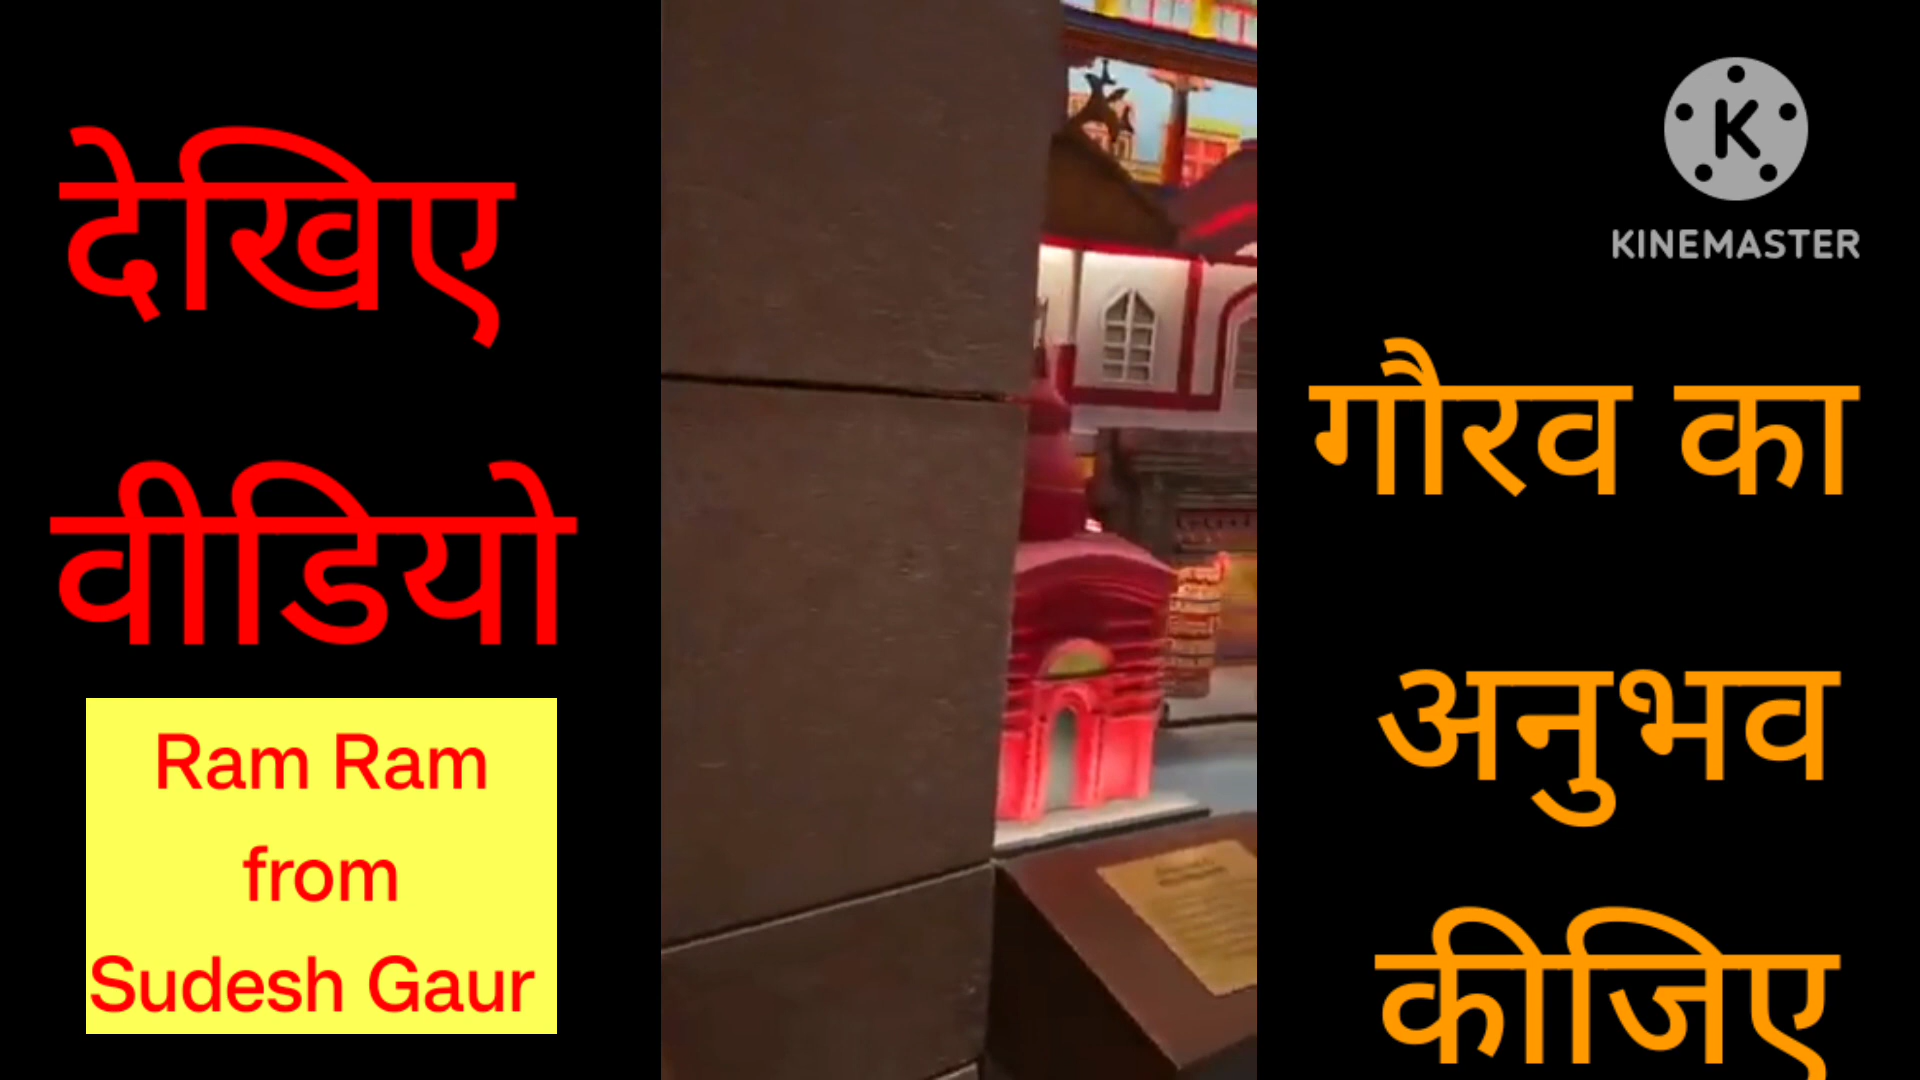 देखिए
वीडियो
Ram Ram
from
Sudesh Gaur
KINEMASTER
गौरव का
अनुभव
कीजिए